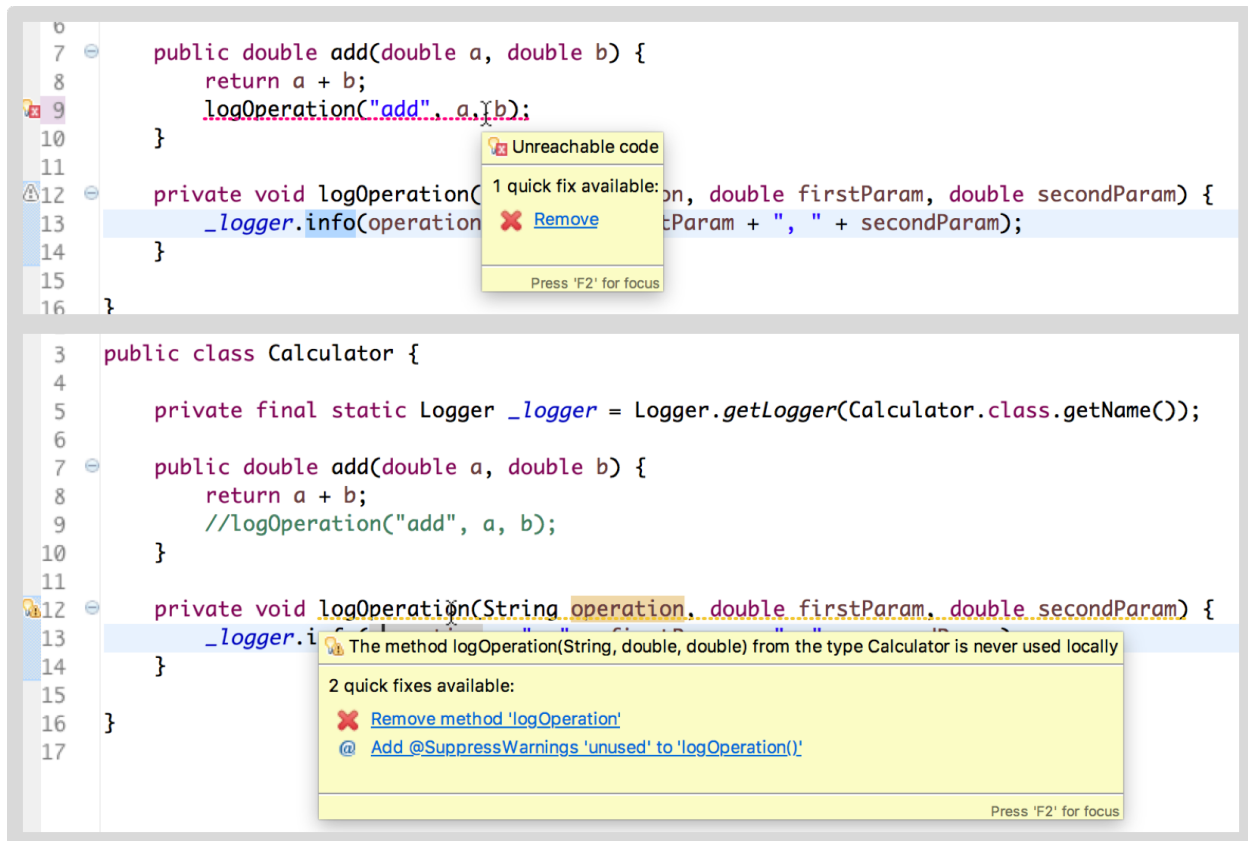 6
7 public double add(double a, double b) {
8 return a + b;
9 logOperation("add", a, b);
10 }
11
12 private void logOperation( on, double firstParam, double secondParam) {
13 _logger.info(operation tParam + ", " + secondParam);
14 }
15
16 }
Unreachable code
1 quick fix available:
Remove
Press 'F2' for focus
3 public class Calculator {
4
5 private final static Logger _logger = Logger.getLogger(Calculator.class.getName());
6
7 public double add(double a, double b) {
8 return a + b;
9 //logOperation("add", a, b);
10 }
11
12 private void logOperation(String operation, double firstParam, double secondParam) {
13 _logger.i
14 }
15
16 }
17
The method logOperation(String, double, double) from the type Calculator is never used locally
2 quick fixes available:
Remove method 'logOperation'
@ Add @SuppressWarnings 'unused' to 'logOperation()'
Press 'F2' for focus